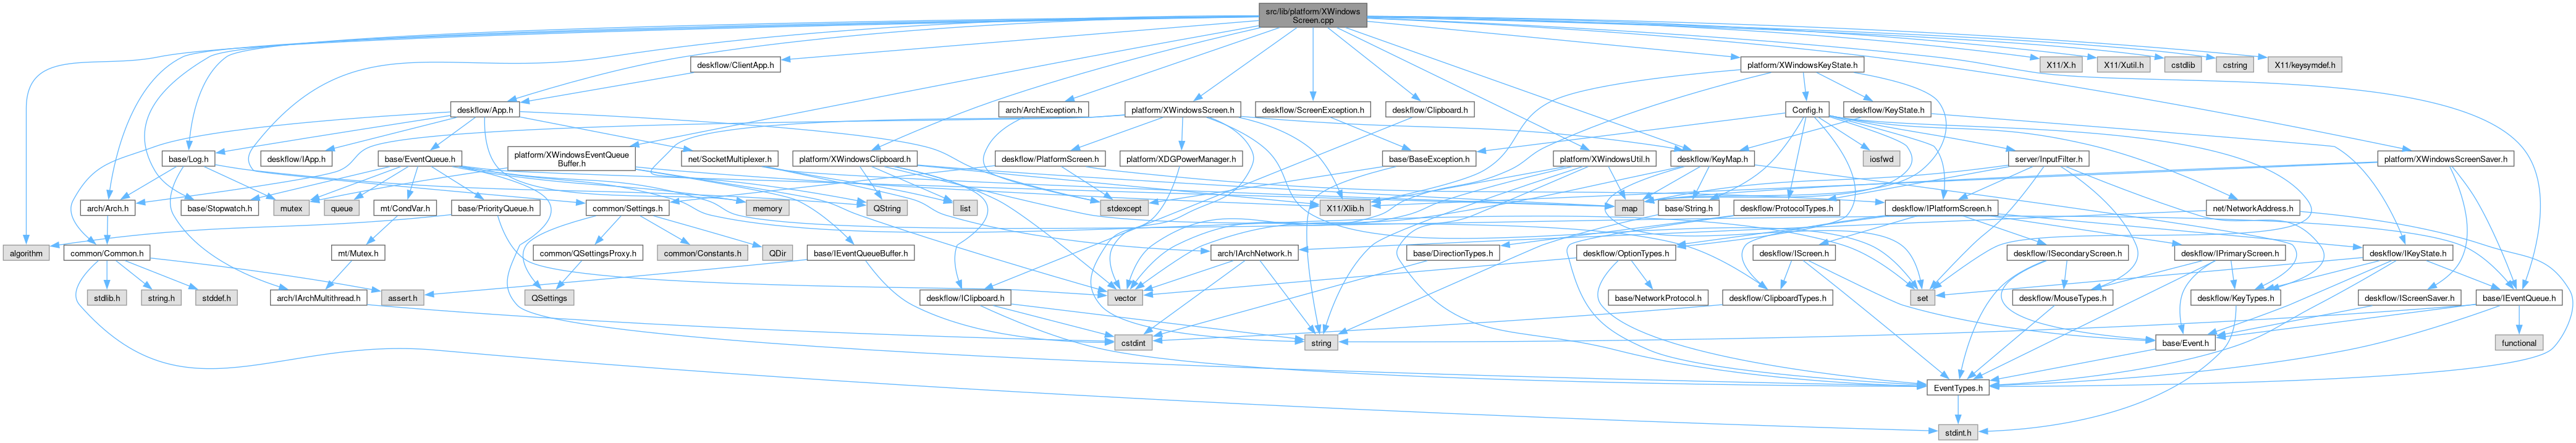 src/lib/platform/XWindows
Screen.cpp
deskflow/ClientApp.h
platform/XWindowsKeyState.h
X11/X.h
X11/Xutil.h
cstdlib
cstring
X11/keysymdef.h
deskflow/App.h
arch/ArchException.h
platform/XWindowsScreen.h
deskflow/ScreenException.h
deskflow/Clipboard.h
Config.h
deskflow/KeyState.h
base/Log.h
deskflow/IApp.h
base/EventQueue.h
platform/XWindowsEventQueue
Buffer.h
net/SocketMultiplexer.h
platform/XWindowsClipboard.h
deskflow/PlatformScreen.h
platform/XDGPowerManager.h
base/BaseException.h
platform/XWindowsUtil.h
deskflow/KeyMap.h
iosfwd
server/InputFilter.h
platform/XWindowsScreenSaver.h
arch/Arch.h
base/Stopwatch.h
mutex
queue
mt/CondVar.h
base/PriorityQueue.h
common/Settings.h
memory
QString
list
stdexcept
X11/Xlib.h
map
base/String.h
deskflow/ProtocolTypes.h
deskflow/IPlatformScreen.h
net/NetworkAddress.h
algorithm
common/Common.h
mt/Mutex.h
common/QSettingsProxy.h
common/Constants.h
QDir
base/IEventQueueBuffer.h
arch/IArchNetwork.h
base/DirectionTypes.h
deskflow/OptionTypes.h
deskflow/IScreen.h
deskflow/ISecondaryScreen.h
deskflow/IPrimaryScreen.h
deskflow/IKeyState.h
stdlib.h
string.h
stddef.h
assert.h
arch/IArchMultithread.h
QSettings
vector
deskflow/IClipboard.h
base/NetworkProtocol.h
deskflow/ClipboardTypes.h
set
deskflow/MouseTypes.h
deskflow/KeyTypes.h
deskflow/IScreenSaver.h
base/IEventQueue.h
cstdint
string
base/Event.h
functional
EventTypes.h
stdint.h